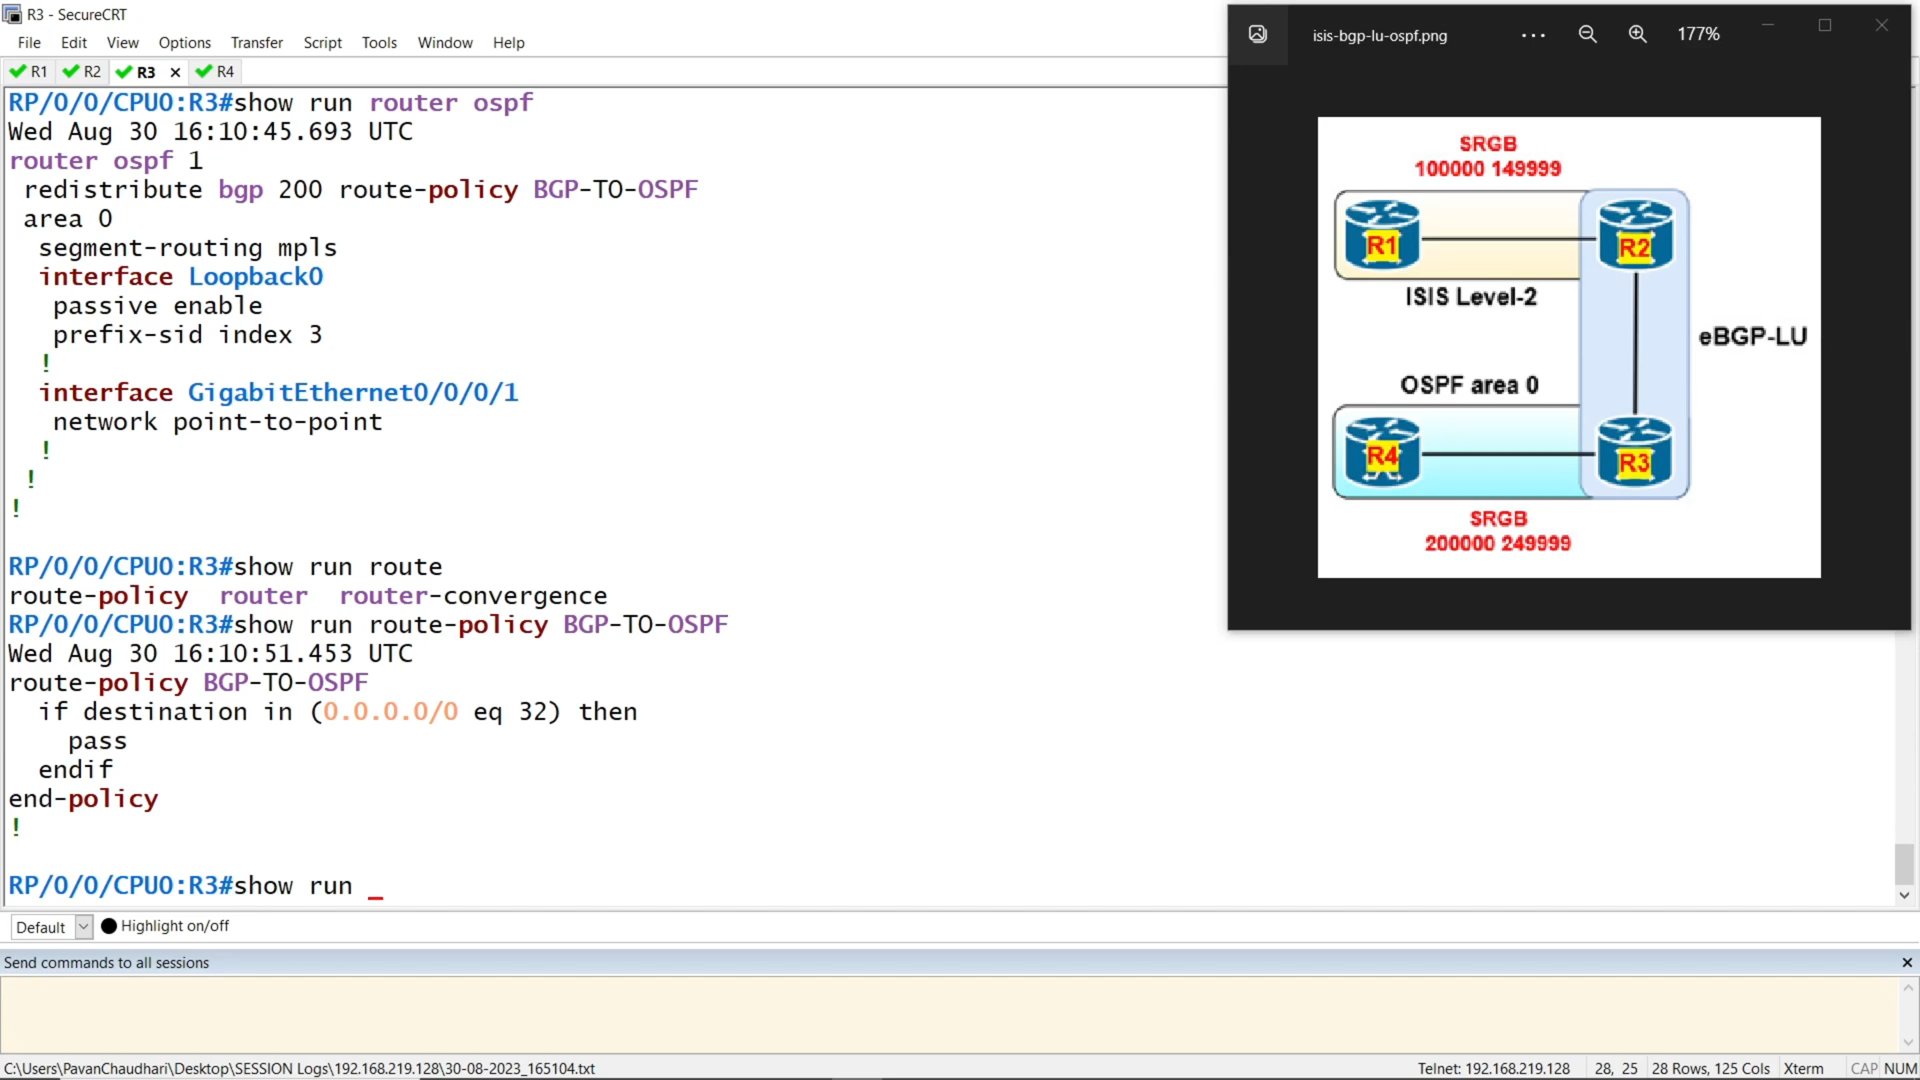 R3 - SecureCRT
File Edit View Options Transfer Script Tools Window Help
R1 R2 R3 × R4
RP/0/0/CPU0:R3#show run router ospf
Wed Aug 30 16:10:45.693 UTC
router ospf 1
 redistribute bgp 200 route-policy BGP-TO-OSPF
 area 0
  segment-routing mpls
  interface Loopback0
   passive enable
   prefix-sid index 3
  !
  interface GigabitEthernet0/0/0/1
   network point-to-point
  !
 !
!
RP/0/0/CPU0:R3#show run route
route-policy  router  router-convergence
RP/0/0/CPU0:R3#show run route-policy BGP-TO-OSPF
Wed Aug 30 16:10:51.453 UTC
route-policy BGP-TO-OSPF
  if destination in (0.0.0.0/0 eq 32) then
    pass
  endif
end-policy
!
RP/0/0/CPU0:R3#show run _
isis-bgp-lu-ospf.png ... 177%
SRGB
100000 149999
R1
R2
ISIS Level-2
eBGP-LU
OSPF area 0
R4
R3
SRGB
200000 249999
Default Highlight on/off
Send commands to all sessions
C:\Users\PavanChaudhari\Desktop\SESSION Logs\192.168.219.128\30-08-2023_165104.txt Telnet: 192.168.219.128 28, 25 28 Rows, 125 Cols Xterm CAP NUM